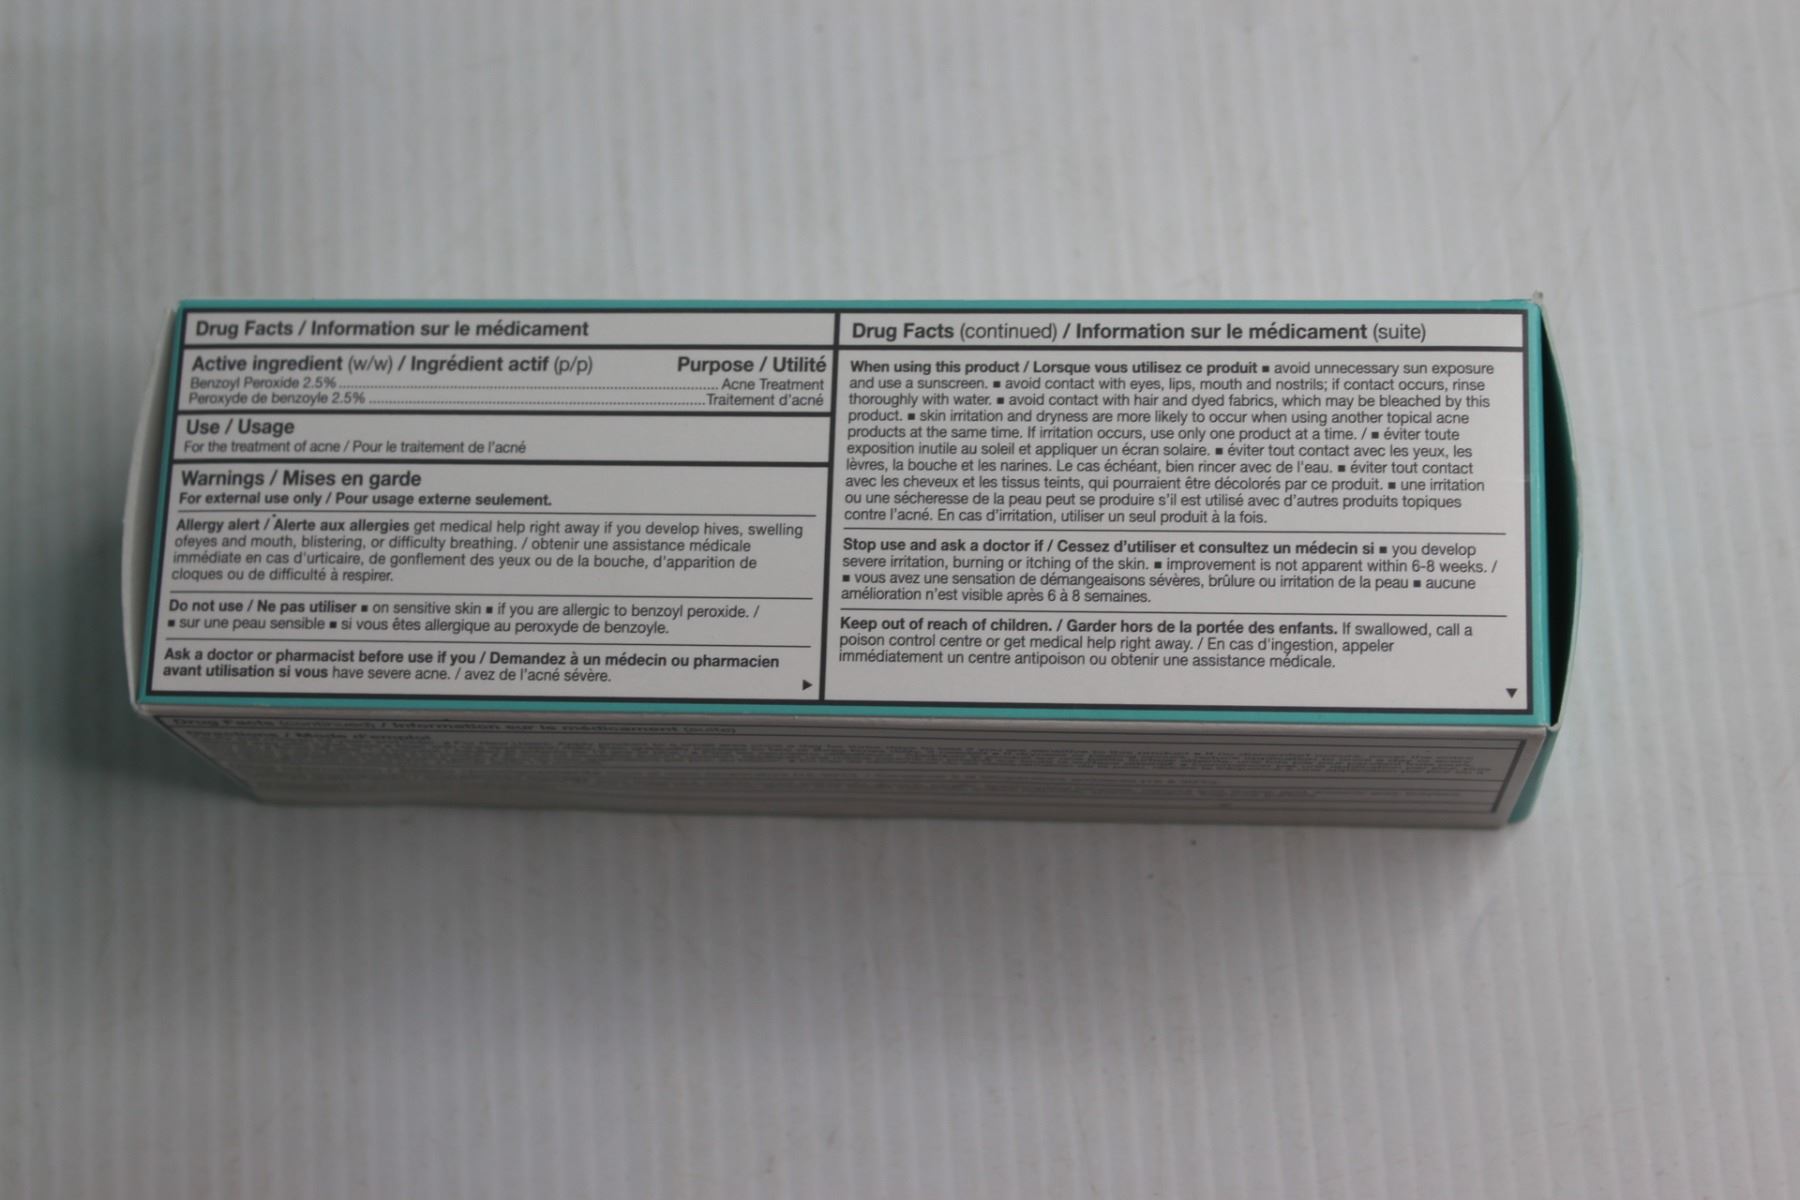 Drug Facts / Information sur le médicament
Active ingredient (w/w) / Ingrédient actif (p/p) Purpose / Utilité
Benzoyl Peroxide 2.5% ........ Acne Treatment
Peroxyde de benzoyle 2.5% ........ Traitement d'acné
Use / Usage
For the treatment of acne / Pour le traitement de l'acné
Warnings / Mises en garde
For external use only / Pour usage externe seulement.
Allergy alert / Alerte aux allergies get medical help right away if you develop hives, swelling
ofeyes and mouth, blistering, or difficulty breathing. / obtenir une assistance médicale
immédiate en cas d'urticaire, de gonflement des yeux ou de la bouche, d'apparition de
cloques ou de difficulté à respirer.
Do not use / Ne pas utiliser ■ on sensitive skin ■ if you are allergic to benzoyl peroxide. /
■ sur une peau sensible ■ si vous êtes allergique au peroxyde de benzoyle.
Ask a doctor or pharmacist before use if you / Demandez à un médecin ou pharmacien
avant utilisation si vous have severe acne. / avez de l'acné sévère.
Drug Facts (continued) / Information sur le médicament (suite)
When using this product / Lorsque vous utilisez ce produit ■ avoid unnecessary sun exposure
and use a sunscreen. ■ avoid contact with eyes, lips, mouth and nostrils; if contact occurs, rinse
thoroughly with water. ■ avoid contact with hair and dyed fabrics, which may be bleached by this
product. ■ skin irritation and dryness are more likely to occur when using another topical acne
products at the same time. If irritation occurs, use only one product at a time. / ■ éviter toute
exposition inutile au soleil et appliquer un écran solaire. ■ éviter tout contact avec les yeux, les
lèvres, la bouche et les narines. Le cas échéant, bien rincer avec de l'eau. ■ éviter tout contact
avec les cheveux et les tissus teints, qui pourraient être décolorés par ce produit. ■ une irritation
ou une sécheresse de la peau peut se produire s'il est utilisé avec d'autres produits topiques
contre l'acné. En cas d'irritation, utiliser un seul produit à la fois.
Stop use and ask a doctor if / Cessez d'utiliser et consultez un médecin si ■ you develop
severe irritation, burning or itching of the skin. ■ improvement is not apparent within 6-8 weeks. /
■ vous avez une sensation de démangeaisons sévères, brûlure ou irritation de la peau ■ aucune
amélioration n'est visible après 6 à 8 semaines.
Keep out of reach of children. / Garder hors de la portée des enfants. If swallowed, call a
poison control centre or get medical help right away. / En cas d'ingestion, appeler
immédiatement un centre antipoison ou obtenir une assistance médicale.
Drug Facts (continued) / Information sur le médicament (suite)
Directions / Mode d'emploi